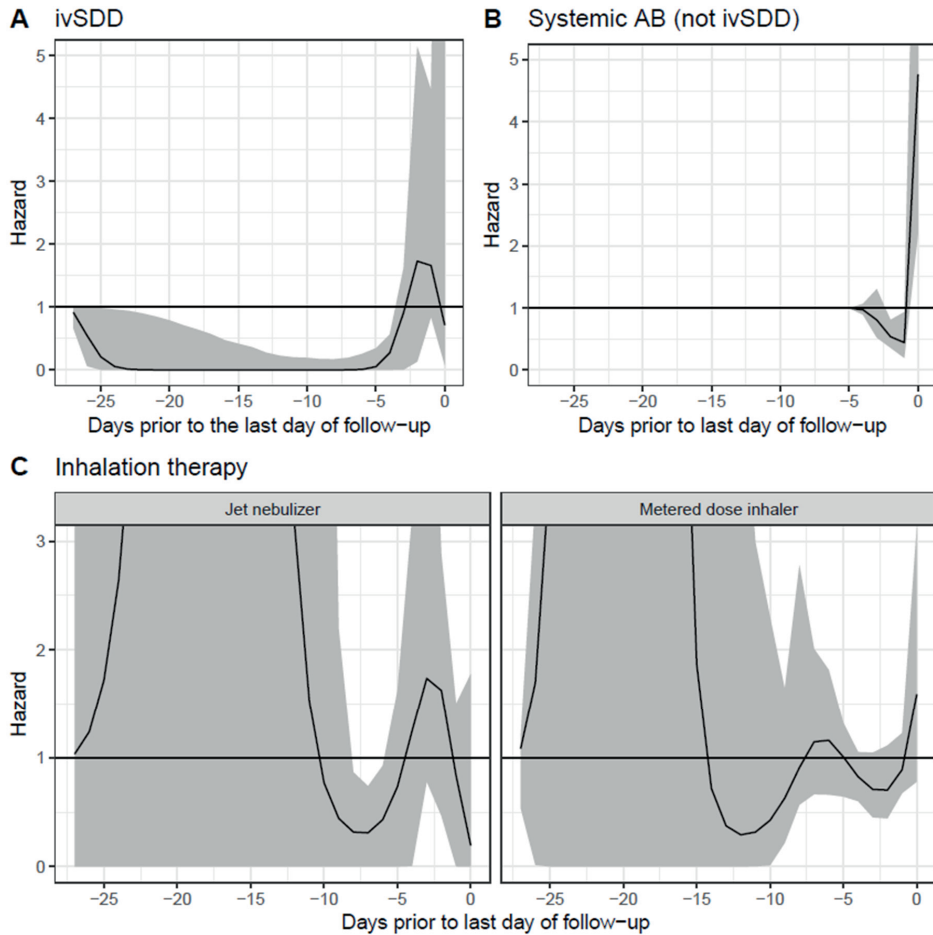 A ivSDD
5
4
3
2
1
0
Hazard
−25 −20 −15 −10 −5 0
Days prior to the last day of follow−up
B Systemic AB (not ivSDD)
5
4
3
2
1
0
Hazard
−25 −20 −15 −10 −5 0
Days prior to last day of follow−up
C Inhalation therapy
Jet nebulizer
Metered dose inhaler
3
2
1
0
Hazard
−25 −20 −15 −10 −5 0
−25 −20 −15 −10 −5 0
Days prior to last day of follow−up